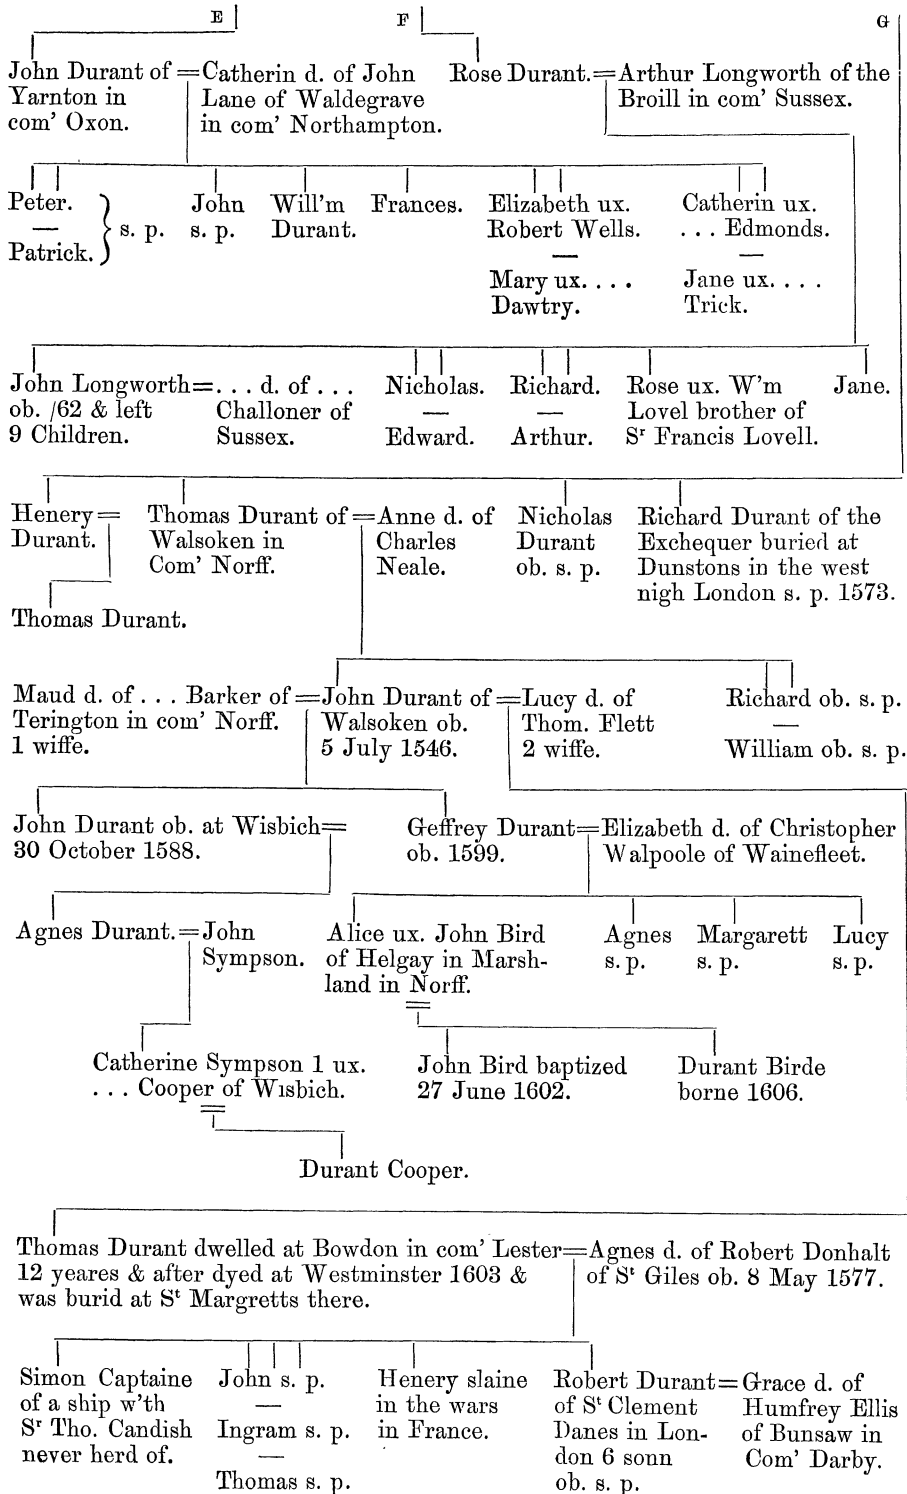 E F G
John Durant of = Catherin d. of John Rose Durant. = Arthur Longworth of the
Yarnton in Lane of Waldegrave Broill in com' Sussex.
com' Oxon. in com' Northampton.
Peter. John Will'm Frances. Elizabeth ux. Catherin ux.
— } s. p. s. p. Durant. Robert Wells. . . . Edmonds.
Patrick. — —
Mary ux. . . . Jane ux. . . .
Dawtry. Trick.
John Longworth = . . . d. of . . . Nicholas. Richard. Rose ux. W'm Jane.
ob. /62 & left Challoner of — — Lovel brother of
9 Children. Sussex. Edward. Arthur. Sr Francis Lovell.
Henery = Thomas Durant of = Anne d. of Nicholas Richard Durant of the
Durant. Walsoken in Charles Durant Exchequer buried at
Com' Norff. Neale. ob. s. p. Dunstons in the west
nigh London s. p. 1573.
Thomas Durant.
Maud d. of . . . Barker of = John Durant of = Lucy d. of Richard ob. s. p.
Terington in com' Norff. Walsoken ob. Thom. Flett —
1 wiffe. 5 July 1546. 2 wiffe. William ob. s. p.
John Durant ob. at Wisbich = Geffrey Durant = Elizabeth d. of Christopher
30 October 1588. ob. 1599. Walpoole of Wainefleet.
Agnes Durant. = John Alice ux. John Bird Agnes Margarett Lucy
Sympson. of Helgay in Marsh- s. p. s. p. s. p.
land in Norff.
=
Catherine Sympson 1 ux. John Bird baptized Durant Birde
. . . Cooper of Wisbich. 27 June 1602. borne 1606.
=
Durant Cooper.
Thomas Durant dwelled at Bowdon in com' Lester = Agnes d. of Robert Donhalt
12 yeares & after dyed at Westminster 1603 & of St Giles ob. 8 May 1577.
was burid at St Margretts there.
Simon Captaine John s. p. Henery slaine Robert Durant = Grace d. of
of a ship w'th — in the wars of St Clement Humfrey Ellis
Sr Tho. Candish Ingram s. p. in France. Danes in Lon- of Bunsaw in
never herd of. — don 6 sonn Com' Darby.
Thomas s. p. ob. s. p.